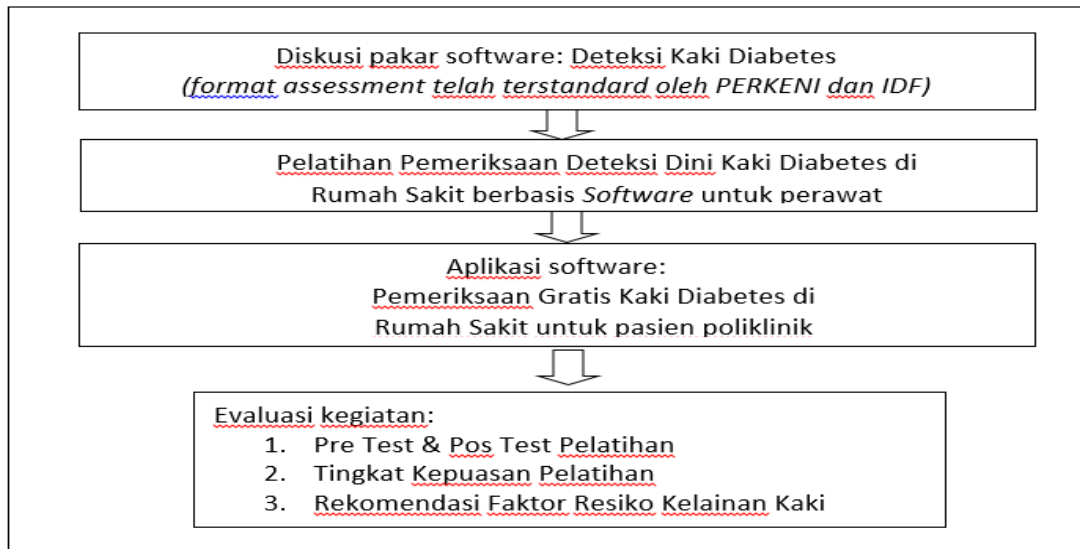 Diskusi pakar software: Deteksi Kaki Diabetes
(format assessment telah terstandard oleh PERKENI dan IDF)
Pelatihan Pemeriksaan Deteksi Dini Kaki Diabetes di
Rumah Sakit berbasis Software untuk perawat
Aplikasi software:
Pemeriksaan Gratis Kaki Diabetes di
Rumah Sakit untuk pasien poliklinik
Evaluasi kegiatan:
1. Pre Test & Pos Test Pelatihan
2. Tingkat Kepuasan Pelatihan
3. Rekomendasi Faktor Resiko Kelainan Kaki